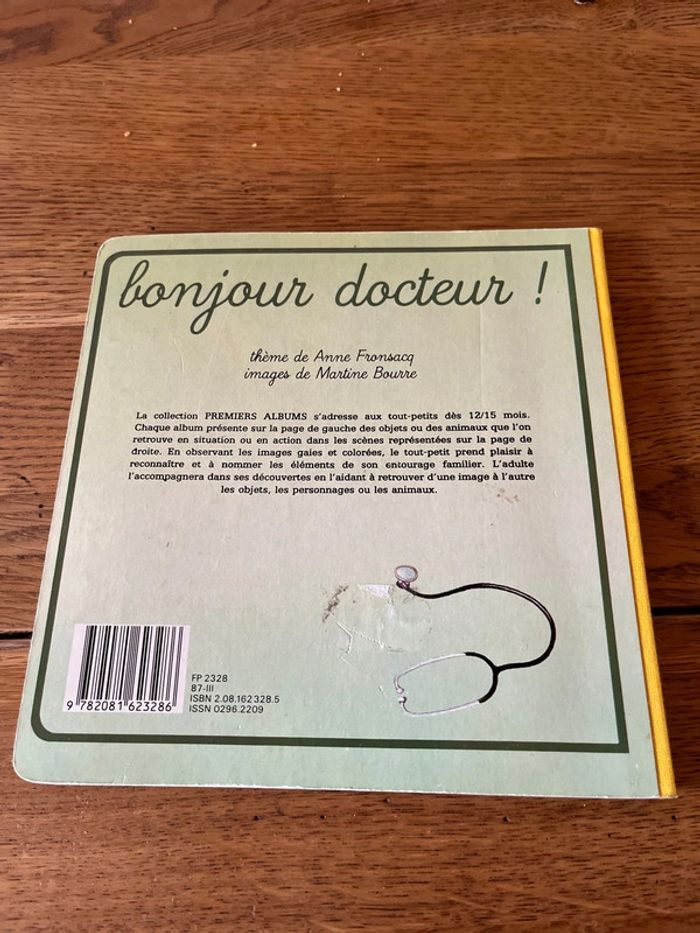 bonjour docteur !
thème de Anne Fronsacq
images de Martine Bourre
La collection PREMIERS ALBUMS s'adresse aux tout-petits dès 12/15 mois.
Chaque album présente sur la page de gauche des objets ou des animaux que l'on
retrouve en situation ou en action dans les scènes représentées sur la page de
droite. En observant les images gaies et colorées, le tout-petit prend plaisir à
reconnaître et à nommer les éléments de son entourage familier. L'adulte
l'accompagnera dans ses découvertes en l'aidant à retrouver d'une image à l'autre
les objets, les personnages ou les animaux.
FP 2328
87-III
ISBN 2.08.162 328.5
ISSN 0296.2209
9 782081 623286